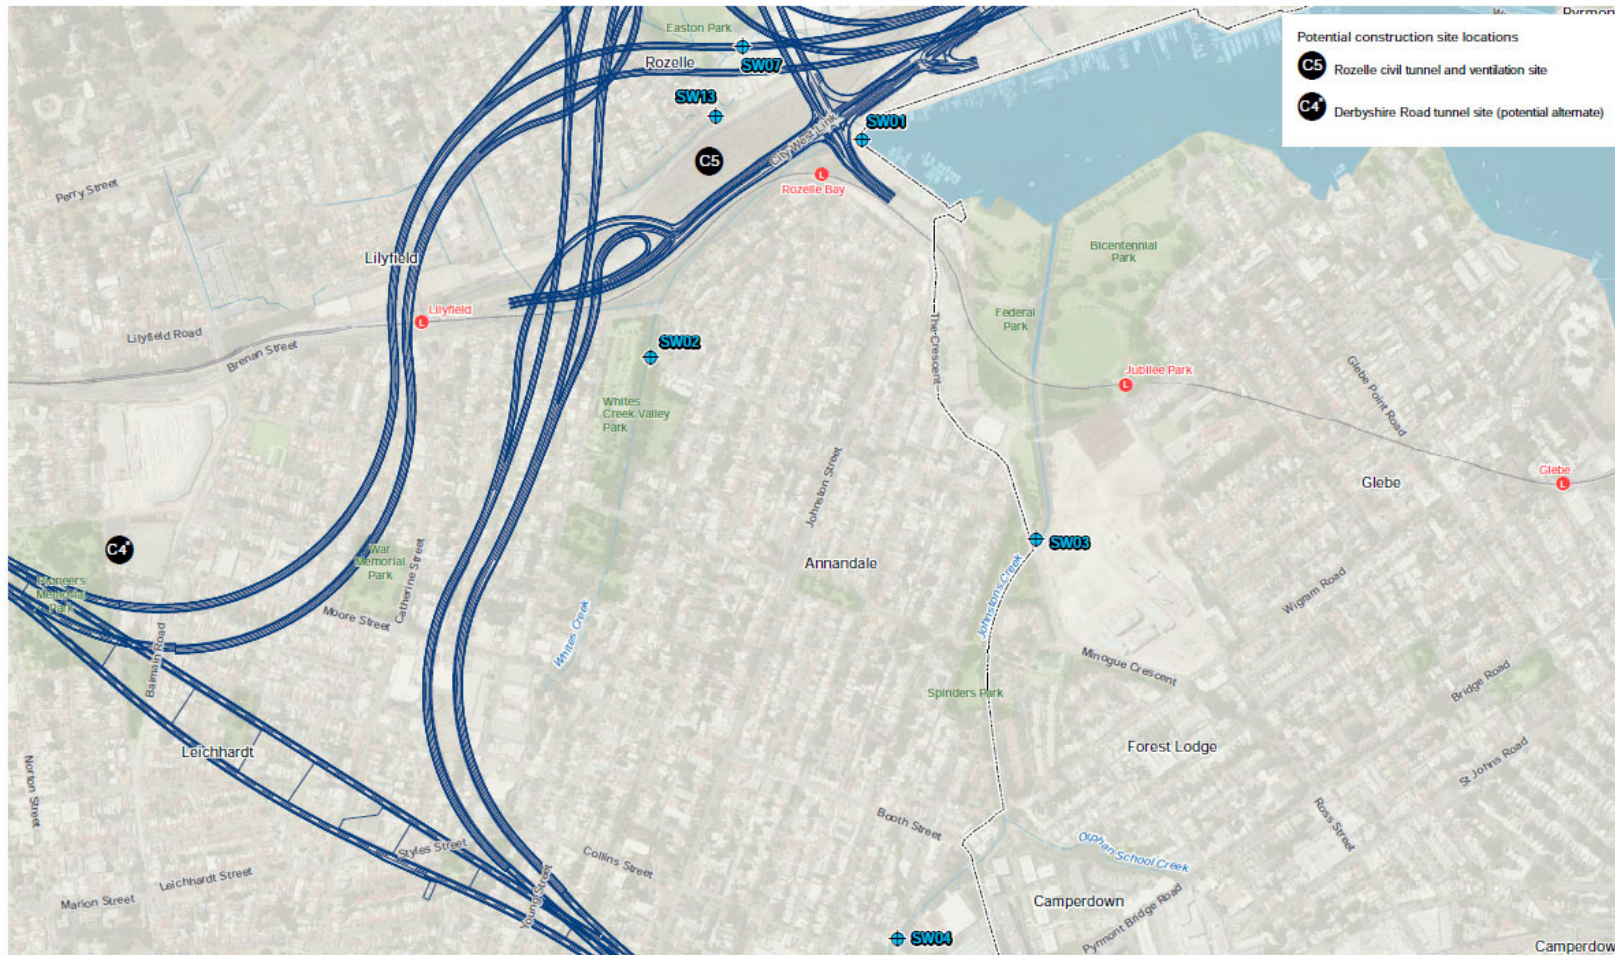 Pyrmon
Potential construction site locations
C5 Rozelle civil tunnel and ventilation site
C4* Derbyshire Road tunnel site (potential alternate)
Easton Park
Rozelle
SW07
SW13
SW01
City West Link
C5
Rozelle Bay
L
Perry Street
Lilyfield
Bicentennial
Park
Lilyfield
L
Federal
Park
Lilyfield Road
Brenan Street
The Crescent
SW02
Jubilee Park
L
Glebe Point Road
Whites
Creek Valley
Park
Johnston Street
Glebe
L
Glebe
C4*
SW03
War
Memorial
Park
Catherine Street
Annandale
Pioneers
Memorial
Park
Moore Street
Whites Creek
Johnstons Creek
Wigram Road
Balmain Road
Minogue Crescent
Spinders Park
Bridge Road
Leichhardt
Forest Lodge
St Johns Road
Norton Street
Ross Street
Booth Street
Styles Street
Collins Street
Orphan School Creek
Leichhardt Street
Marion Street
Young Street
Camperdown
Pyrmont Bridge Road
SW04
Camperdow